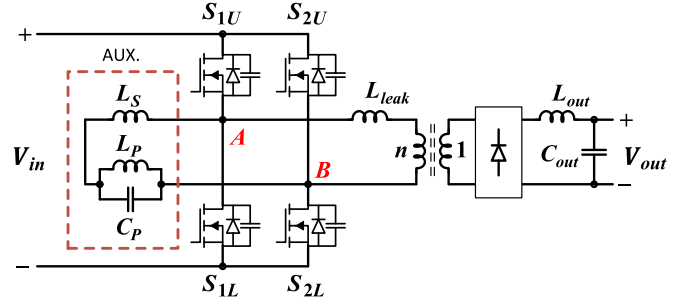 S1U S2U
+
AUX.
LS
Lleak
Lout
A
+
LP
Vin
n
1
Cout
Vout
B
CP
−
−
S1L S2L